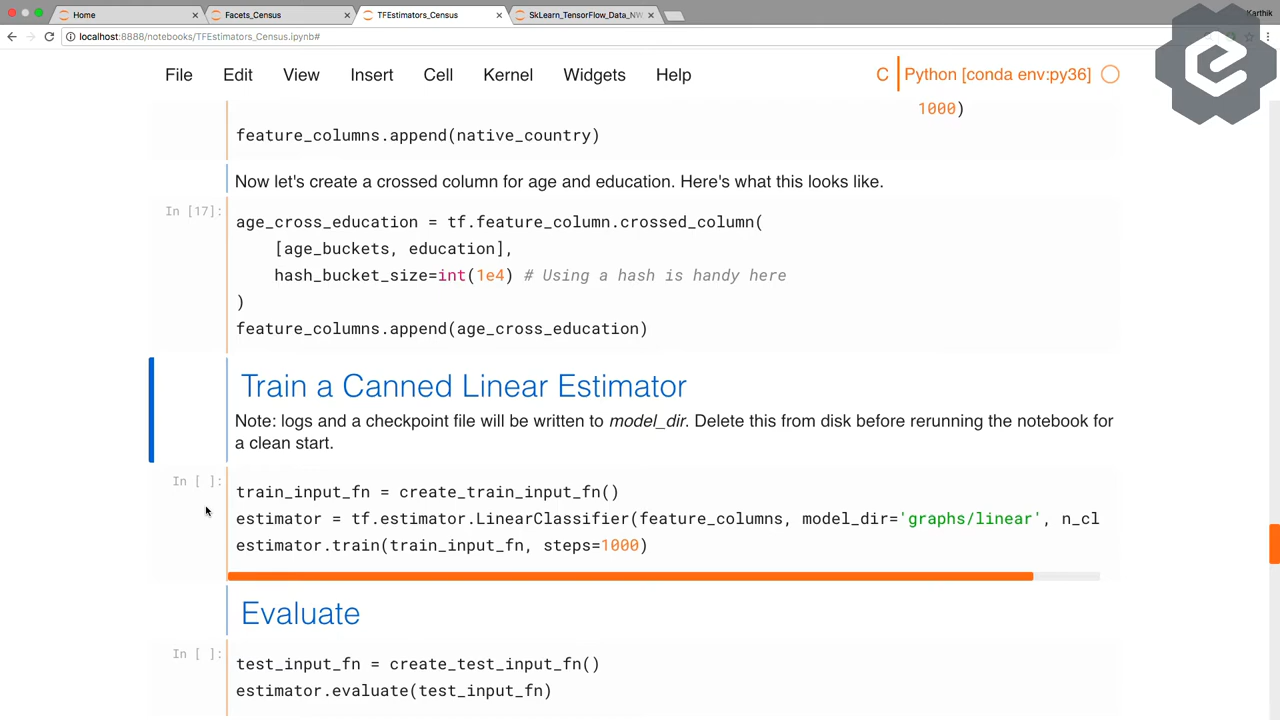 Home
Facets_Census
TFEstimators_Census
SkLearn_TensorFlow_Data_NW
Karthik
localhost:8888/notebooks/TFEstimators_Census.ipynb#
File Edit View Insert Cell Kernel Widgets Help
C Python [conda env:py36]
1000)
feature_columns.append(native_country)
Now let's create a crossed column for age and education. Here's what this looks like.
In [17]:
age_cross_education = tf.feature_column.crossed_column(
[age_buckets, education],
hash_bucket_size=int(1e4) # Using a hash is handy here
)
feature_columns.append(age_cross_education)
Train a Canned Linear Estimator
Note: logs and a checkpoint file will be written to model_dir. Delete this from disk before rerunning the notebook for
a clean start.
In [ ]:
train_input_fn = create_train_input_fn()
estimator = tf.estimator.LinearClassifier(feature_columns, model_dir='graphs/linear', n_cl
estimator.train(train_input_fn, steps=1000)
Evaluate
In [ ]:
test_input_fn = create_test_input_fn()
estimator.evaluate(test_input_fn)